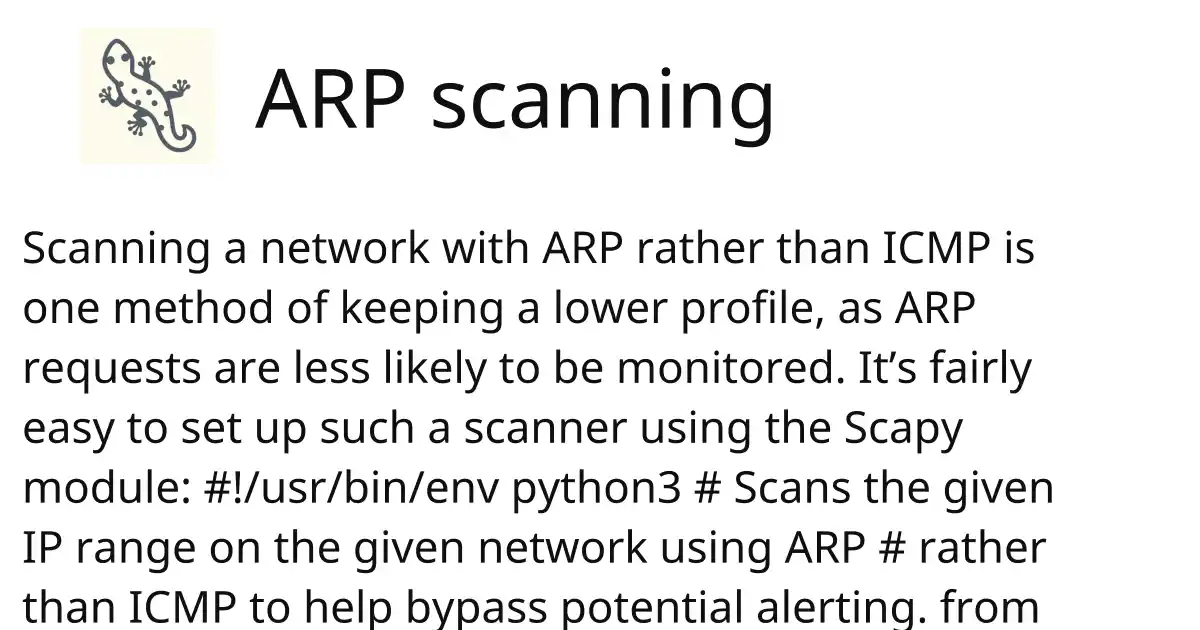 ARP scanning
Scanning a network with ARP rather than ICMP is
one method of keeping a lower profile, as ARP
requests are less likely to be monitored. It’s fairly
easy to set up such a scanner using the Scapy
module: #!/usr/bin/env python3 # Scans the given
IP range on the given network using ARP # rather
than ICMP to help bypass potential alerting. from